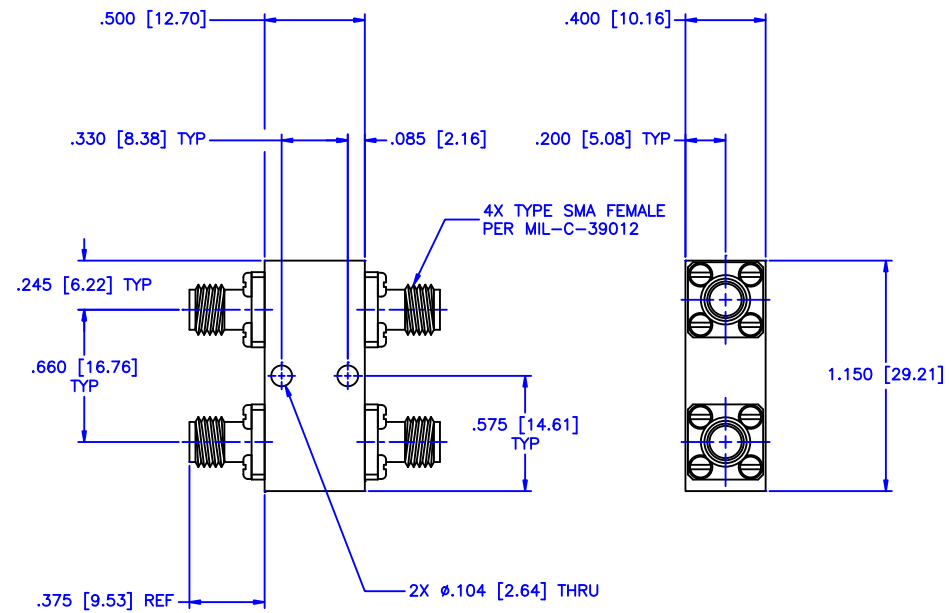 .500 [12.70]
.400 [10.16]
.330 [8.38] TYP
.085 [2.16]
.200 [5.08] TYP
4X TYPE SMA FEMALE
PER MIL-C-39012
.245 [6.22] TYP
.660 [16.76]
TYP
1.150 [29.21]
.575 [14.61]
TYP
2X ø.104 [2.64] THRU
.375 [9.53] REF